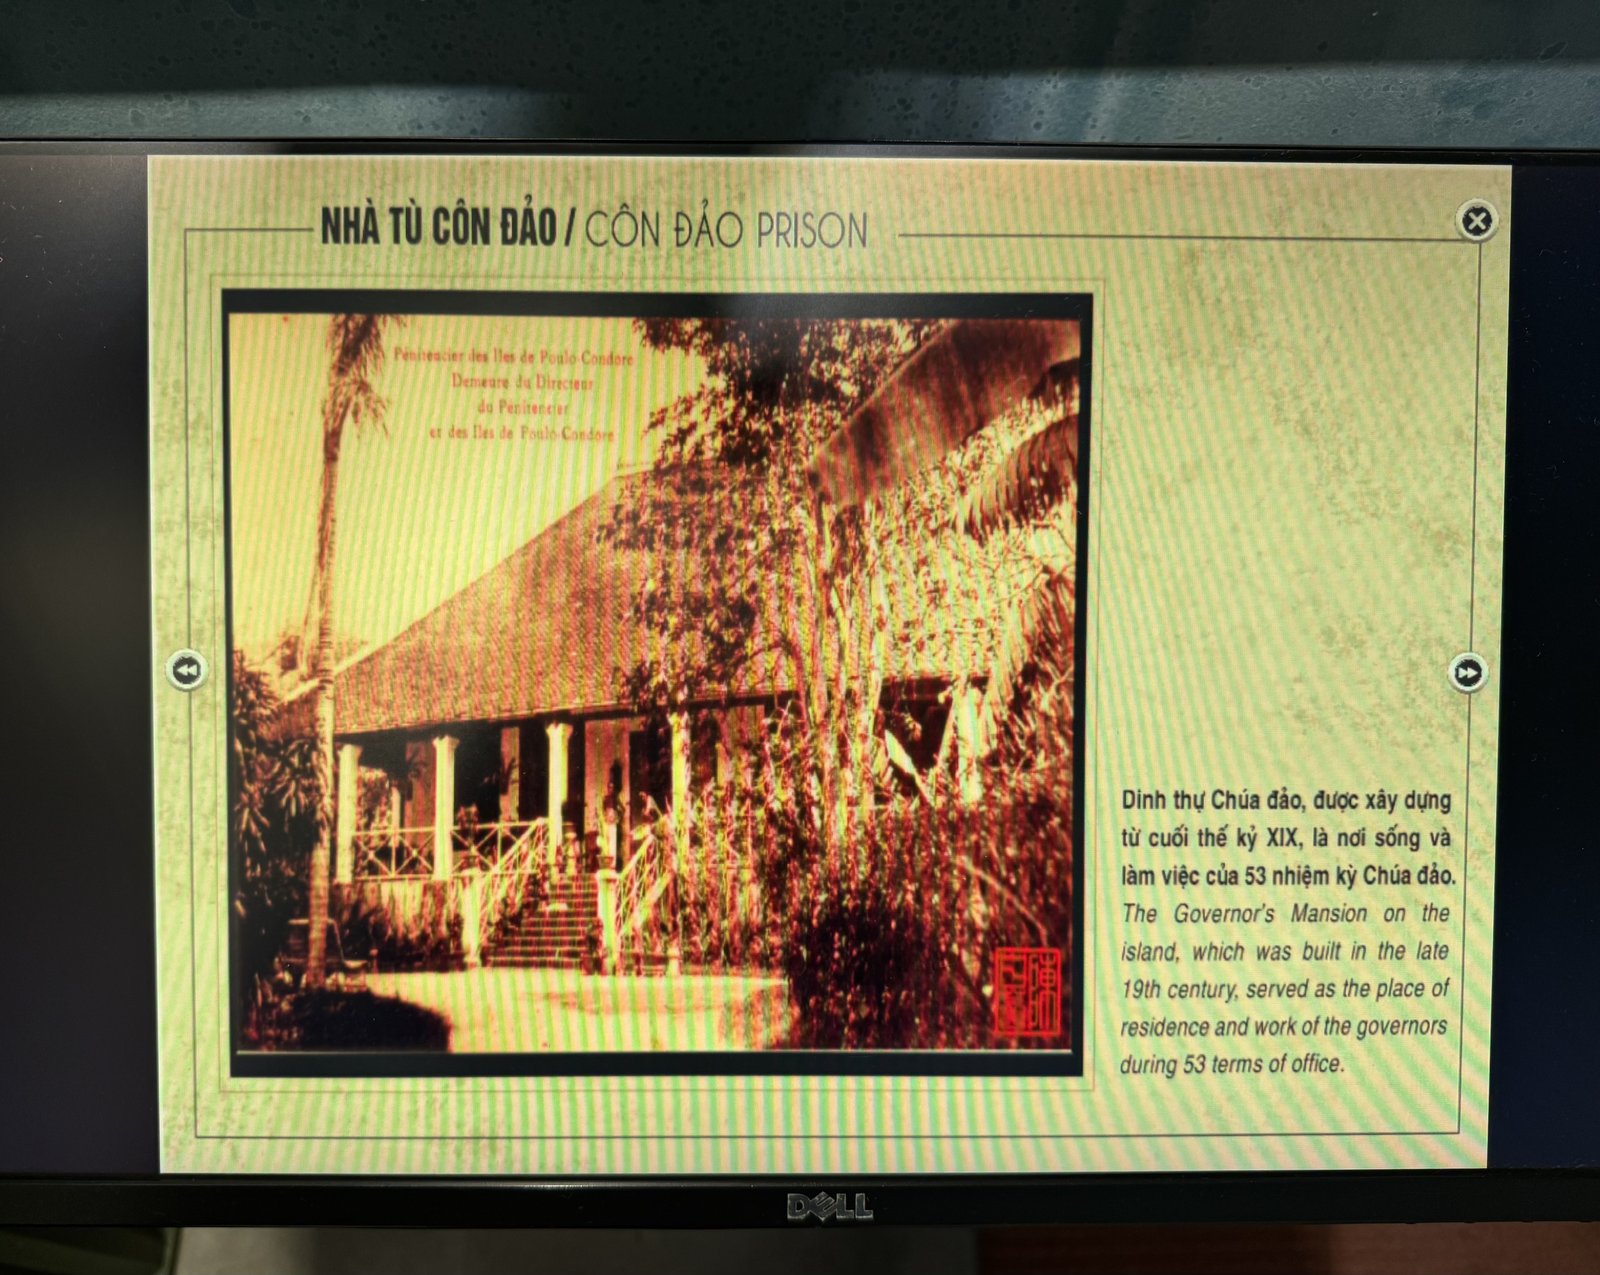 NHÀ TÙ CÔN ĐẢO / CÔN ĐẢO PRISON
Pénitencier des Iles de Poulo-Condore
Demeure du Directeur
du Pénitencier
et des Iles de Poulo-Condore
Dinh thự Chúa đảo, được xây dựng
từ cuối thế kỷ XIX, là nơi sống và
làm việc của 53 nhiệm kỳ Chúa đảo.
The Governor's Mansion on the
island, which was built in the late
19th century, served as the place of
residence and work of the governors
during 53 terms of office.
DELL